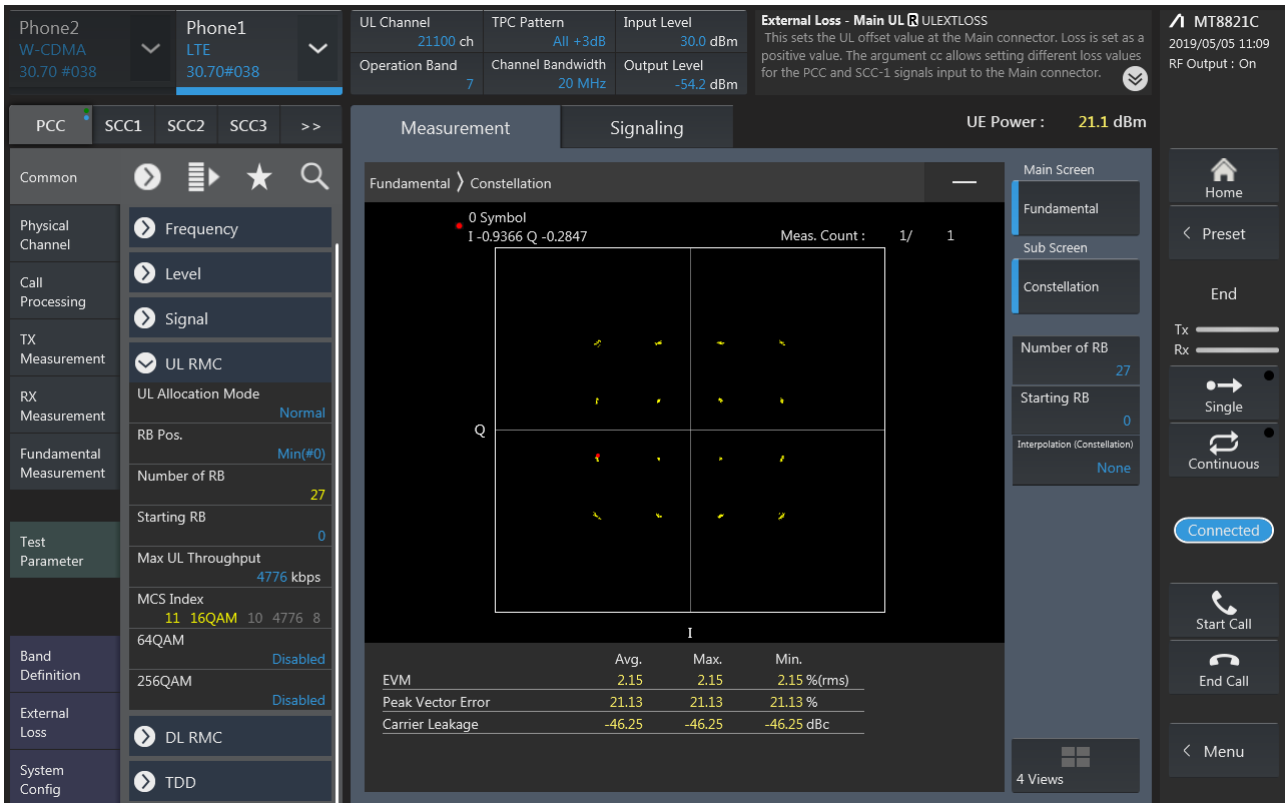 Phone2
W-CDMA
30.70 #038
Phone1
LTE
30.70#038
UL Channel
21100 ch
TPC Pattern
All +3dB
Input Level
30.0 dBm
Operation Band
7
Channel Bandwidth
20 MHz
Output Level
-54.2 dBm
External Loss - Main UL R ULEXTLOSS
This sets the UL offset value at the Main connector. Loss is set as a
positive value. The argument cc allows setting different loss values
for the PCC and SCC-1 signals input to the Main connector.
MT8821C
2019/05/05 11:09
RF Output : On
PCC SCC1 SCC2 SCC3 >>
Measurement
Signaling
UE Power : 21.1 dBm
Common
Physical
Channel
Call
Processing
TX
Measurement
RX
Measurement
Fundamental
Measurement
Test
Parameter
Band
Definition
External
Loss
System
Config
Frequency
Level
Signal
UL RMC
UL Allocation Mode
Normal
RB Pos.
Min(#0)
Number of RB
27
Starting RB
0
Max UL Throughput
4776 kbps
MCS Index
11 16QAM 10 4776 8
64QAM
Disabled
256QAM
Disabled
DL RMC
TDD
Fundamental 〉 Constellation
0 Symbol
I -0.9366 Q -0.2847
Meas. Count : 1/ 1
Q
I
Avg. Max. Min.
EVM 2.15 2.15 2.15 %(rms)
Peak Vector Error 21.13 21.13 21.13 %
Carrier Leakage -46.25 -46.25 -46.25 dBc
Main Screen
Fundamental
Sub Screen
Constellation
Number of RB
27
Starting RB
0
Interpolation (Constellation)
None
4 Views
Home
< Preset
End
Tx
Rx
Single
Continuous
Connected
Start Call
End Call
< Menu